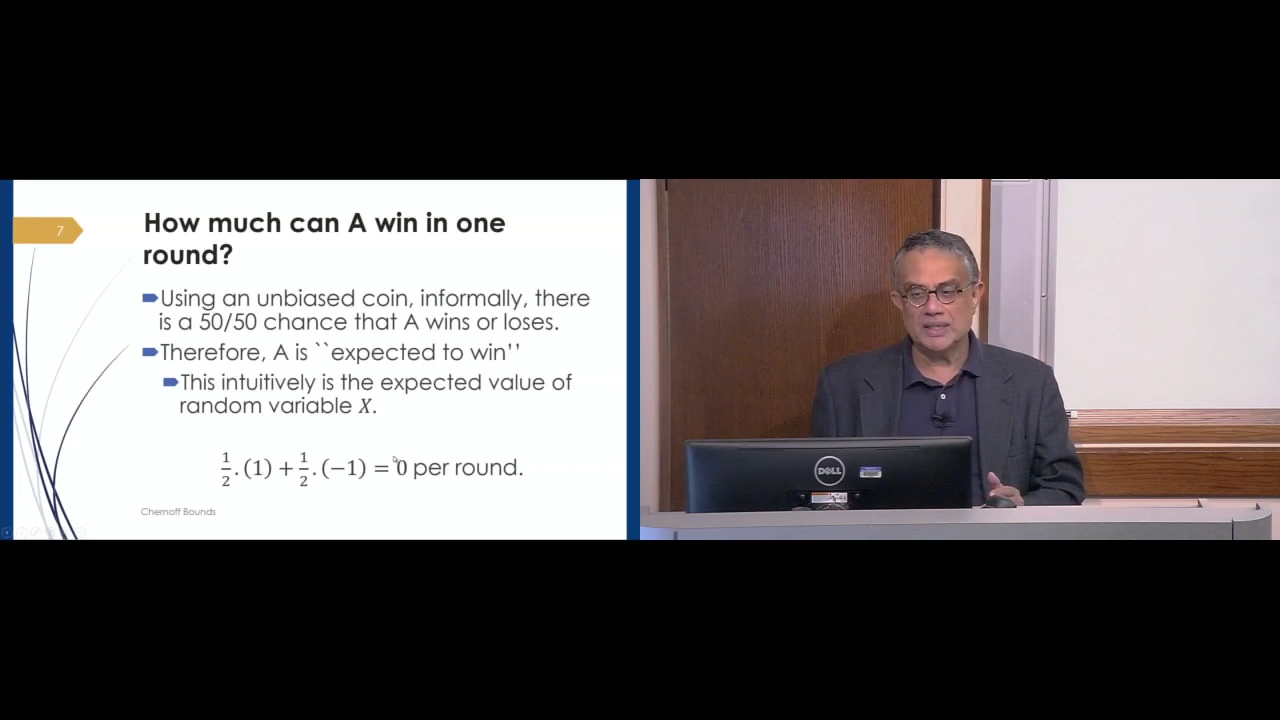 7
How much can A win in one
round?
Using an unbiased coin, informally, there
is a 50/50 chance that A wins or loses.
Therefore, A is ``expected to win''
This intuitively is the expected value of
random variable X.
1/2 . (1) + 1/2 . (−1) = 0 per round.
Chernoff Bounds
DELL